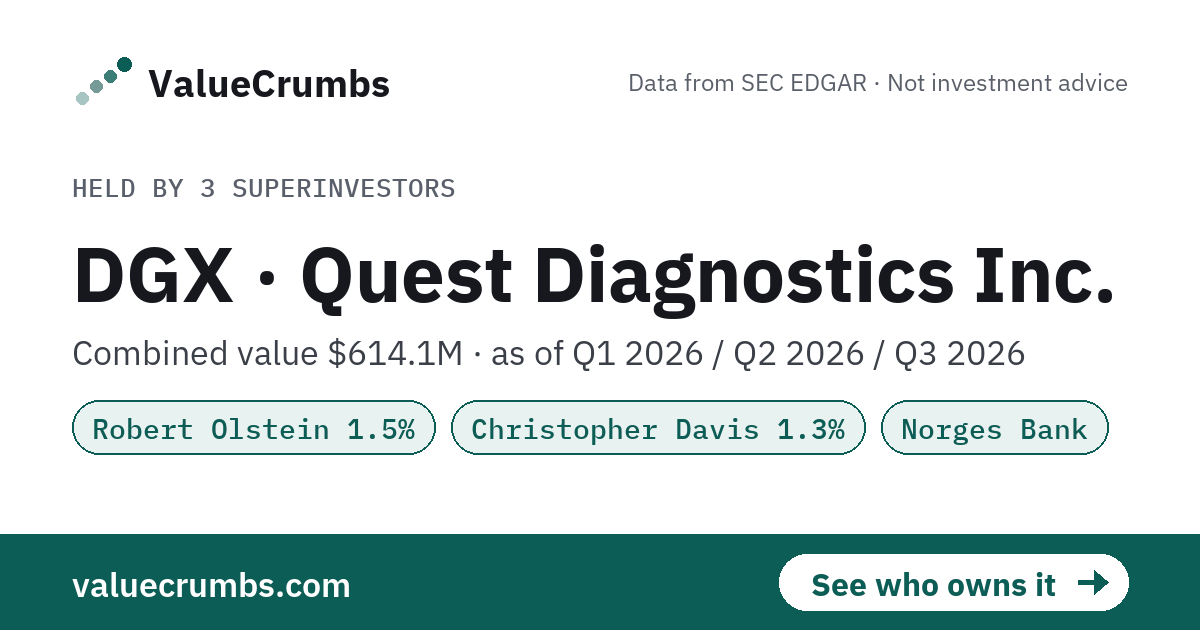 ValueCrumbs
Data from SEC EDGAR · Not investment advice
HELD BY 3 SUPERINVESTORS
DGX · Quest Diagnostics Inc.
Combined value $614.1M · as of Q1 2026 / Q2 2026 / Q3 2026
Robert Olstein 1.5%
Christopher Davis 1.3%
Norges Bank
valuecrumbs.com
See who owns it →